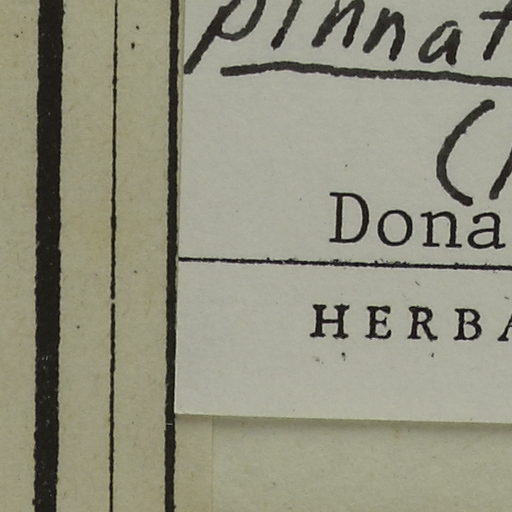 pinnat
(
Dona
HERBA